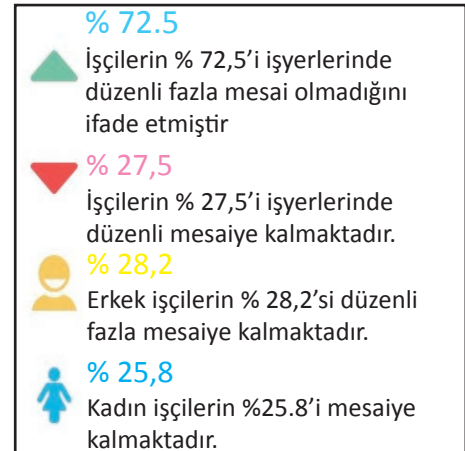 % 72.5
İşçilerin % 72,5’i işyerlerinde
düzenli fazla mesai olmadığını
ifade etmiştir
% 27,5
İşçilerin % 27,5’i işyerlerinde
düzenli mesaiye kalmaktadır.
% 28,2
Erkek işçilerin % 28,2’si düzenli
fazla mesaiye kalmaktadır.
% 25,8
Kadın işçilerin %25.8’i mesaiye
kalmaktadır.